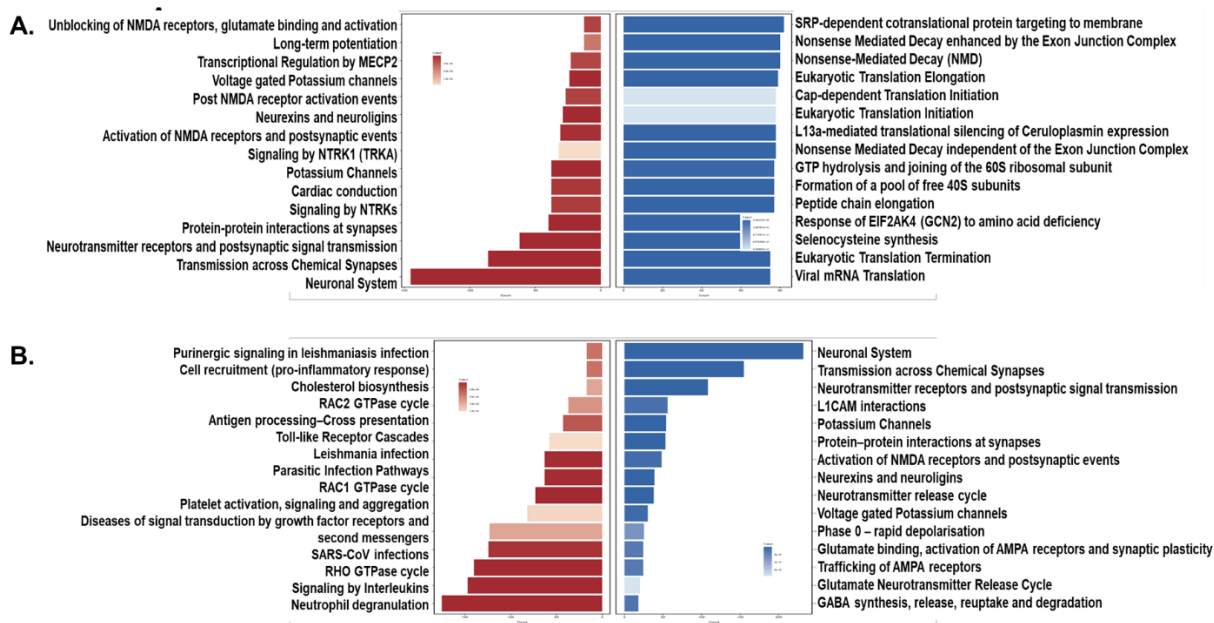 A.
Unblocking of NMDA receptors, glutamate binding and activation
Long-term potentiation
Transcriptional Regulation by MECP2
Voltage gated Potassium channels
Post NMDA receptor activation events
Neurexins and neuroligins
Activation of NMDA receptors and postsynaptic events
Signaling by NTRK1 (TRKA)
Potassium Channels
Cardiac conduction
Signaling by NTRKs
Protein-protein interactions at synapses
Neurotransmitter receptors and postsynaptic signal transmission
Transmission across Chemical Synapses
Neuronal System
SRP-dependent cotranslational protein targeting to membrane
Nonsense Mediated Decay enhanced by the Exon Junction Complex
Nonsense-Mediated Decay (NMD)
Eukaryotic Translation Elongation
Cap-dependent Translation Initiation
Eukaryotic Translation Initiation
L13a-mediated translational silencing of Ceruloplasmin expression
Nonsense Mediated Decay independent of the Exon Junction Complex
GTP hydrolysis and joining of the 60S ribosomal subunit
Formation of a pool of free 40S subunits
Peptide chain elongation
Response of EIF2AK4 (GCN2) to amino acid deficiency
Selenocysteine synthesis
Eukaryotic Termination
Viral mRNA Translation
B.
Purinergic signaling in leishmaniasis infection
Cell recruitment (pro-inflammatory response)
Cholesterol biosynthesis
RAC2 GTPase cycle
Antigen processing–Cross presentation
Toll-like Receptor Cascades
Leishmania infection
Parasitic Infection Pathways
RAC1 GTPase cycle
Platelet activation, signaling and aggregation
Diseases of signal transduction by growth factor receptors and
second messengers
SARS-CoV infections
RHO GTPase cycle
Signaling by Interleukins
Neutrophil degranulation
Neuronal System
Transmission across Chemical Synapses
Neurotransmitter receptors and postsynaptic signal transmission
L1CAM interactions
Potassium Channels
Protein–protein interactions at synapses
Activation of NMDA receptors and postsynaptic events
Neurexins and neuroligins
Neurotransmitter release cycle
Voltage gated Potassium channels
Phase 0 – rapid depolarisation
Glutamate binding, activation of AMPA receptors and synaptic plasticity
Trafficking of AMPA receptors
Glutamate Neurotransmitter Release Cycle
GABA synthesis, release, reuptake and degradation